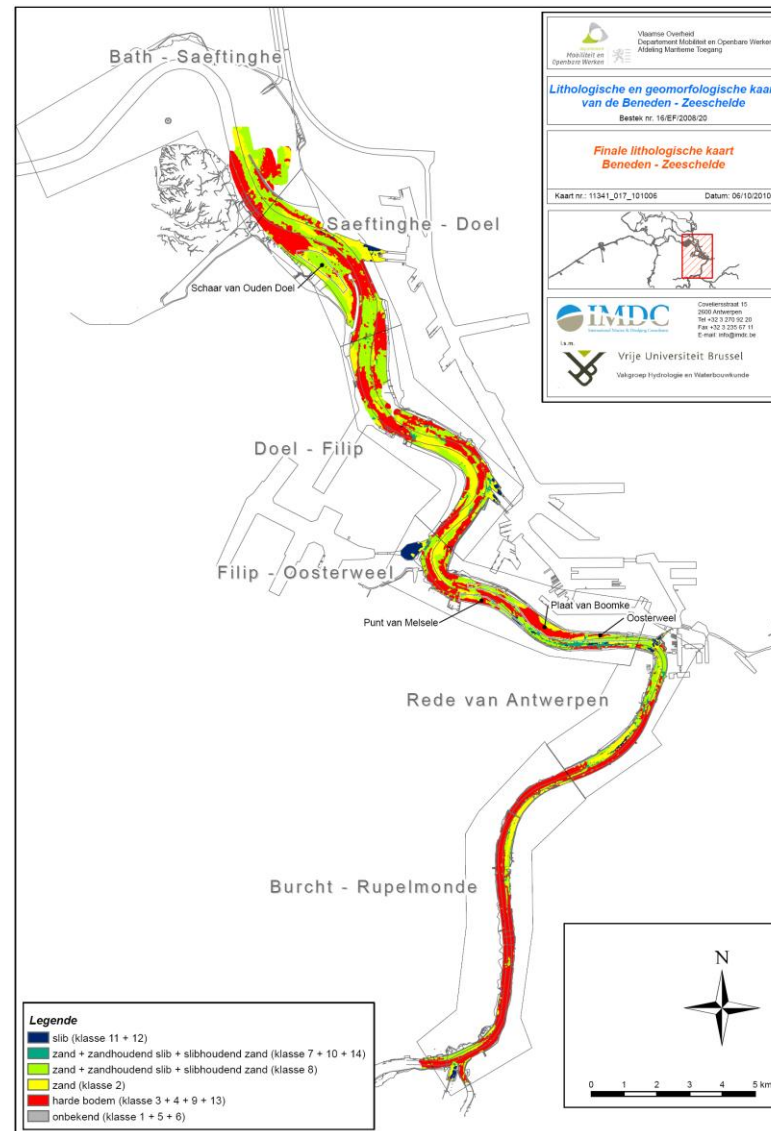 Vlaamse Overheid
Departement Mobiliteit en Openbare Werken
Afdeling Maritieme Toegang
Mobiliteit en
Openbare Werken
Lithologische en geomorfologische kaart
van de Beneden - Zeeschelde
Bestek nr. 16/EF/2008/20
Finale lithologische kaart
Beneden - Zeeschelde
Kaart nr.: 11341_017_101006
Datum: 06/10/2010
IMDC
Coveliersstraat 15
2600 Antwerpen
Tel +32 3 270 92 20
Fax +32 3 235 67 11
E-mail info@imdc.be
i.s.m.
Vrije Universiteit Brussel
Vakgroep Hydrologie en Waterbouwkunde
Bath - Saeftinghe
Saeftinghe - Doel
Schaar van Ouden Doel
Doel - Filip
Filip - Oosterweel
Plaat van Boomke
Punt van Melsele
Oosterweel
Rede van Antwerpen
Burcht - Rupelmonde
N
0 1 2 3 4 5 km
Legende
slib (klasse 11 + 12)
zand + zandhoudend slib + slibhoudend zand (klasse 7 + 10 + 14)
zand + zandhoudend slib + slibhoudend zand (klasse 8)
zand (klasse 2)
harde bodem (klasse 3 + 4 + 9 + 13)
onbekend (klasse 1 + 5 + 6)